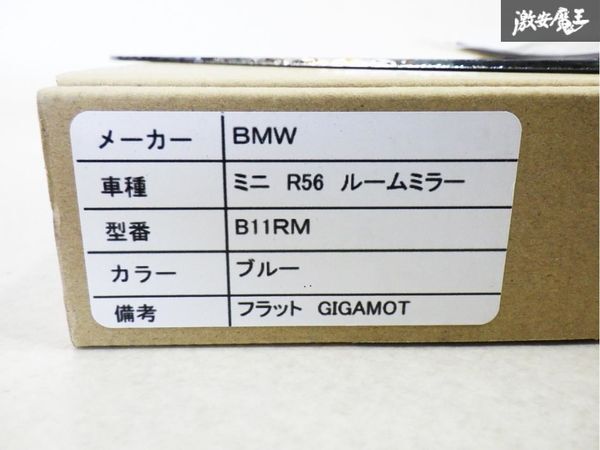 激安魔王
メーカー BMW
車種 ミニ R56 ルームミラー
型番 B11RM
カラー ブルー
備考 フラット GIGAMOT